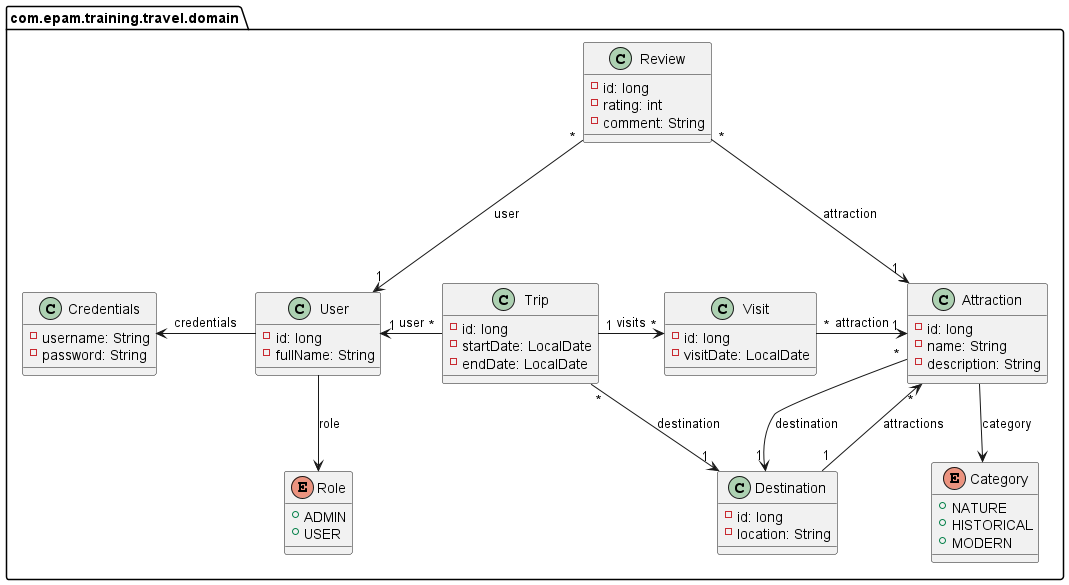 com.epam.training.travel.domain
C Review
id: long
rating: int
comment: String
* *
user attraction
1 1
C Credentials
username: String
password: String
credentials
C User
id: long
fullName: String
1 user *
C Trip
id: long
startDate: LocalDate
endDate: LocalDate
1 visits *
C Visit
id: long
visitDate: LocalDate
* attraction 1
C Attraction
id: long
name: String
description: String
role
* destination 1
* destination 1
1 attractions *
category
E Role
ADMIN
USER
C Destination
id: long
location: String
E Category
NATURE
HISTORICAL
MODERN